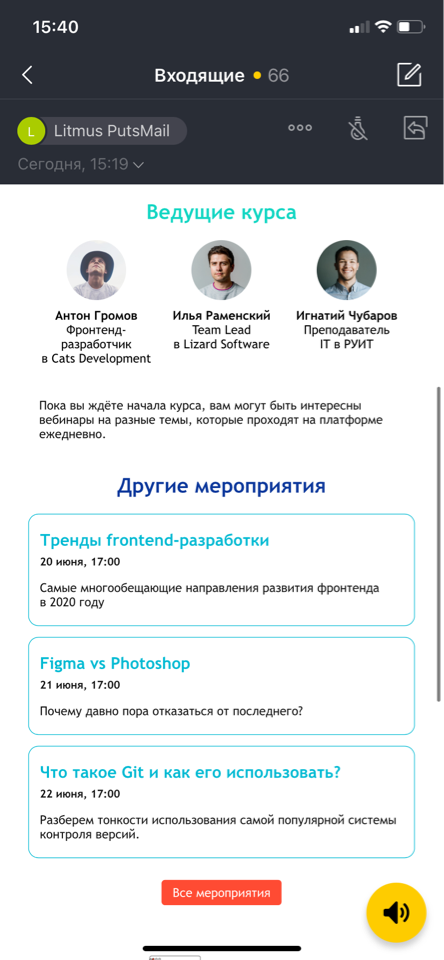 15:40
Входящие • 66
L Litmus PutsMail
Сегодня, 15:19
Ведущие курса
Антон Громов
Фронтенд-
разработчик
в Cats Development
Илья Раменский
Team Lead
в Lizard Software
Игнатий Чубаров
Преподаватель
IT в РУИТ
Пока вы ждёте начала курса, вам могут быть интересны
вебинары на разные темы, которые проходят на платформе
ежедневно.
Другие мероприятия
Тренды frontend-разработки
20 июня, 17:00
Самые многообещающие направления развития фронтенда
в 2020 году
Figma vs Photoshop
21 июня, 17:00
Почему давно пора отказаться от последнего?
Что такое Git и как его использовать?
22 июня, 17:00
Разберем тонкости использования самой популярной системы
контроля версий.
Все мероприятия